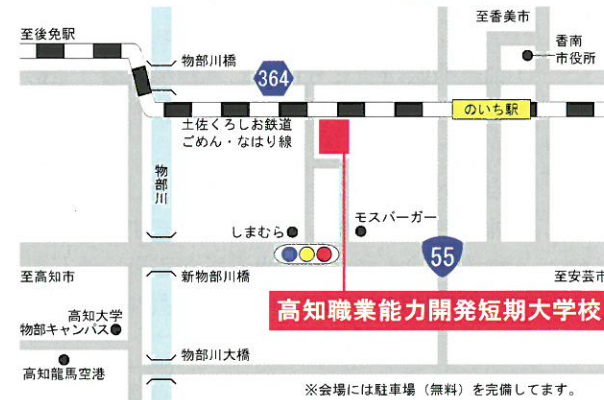 至香美市
至後免駅
香南
市役所
物部川橋
364
のいち駅
土佐くろしお鉄道
ごめん・なはり線
物部川
しまむら
モスバーガー
55
至高知市
新物部川橋
至安芸市
高知職業能力開発短期大学校
高知大学
物部キャンパス
物部川大橋
高知龍馬空港
※会場には駐車場（無料）を完備してます。